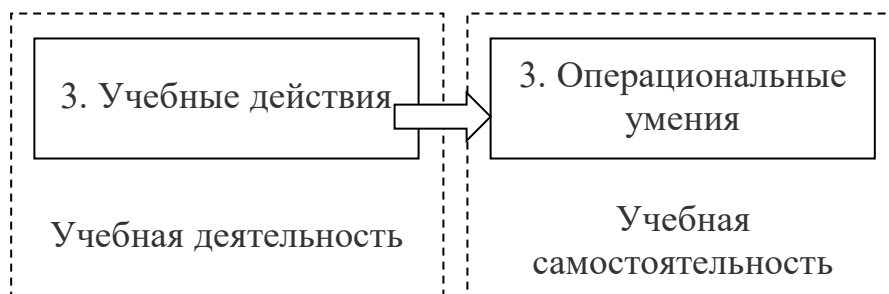 3. Учебные действия
3. Операциональные
умения
Учебная деятельность
Учебная
самостоятельность